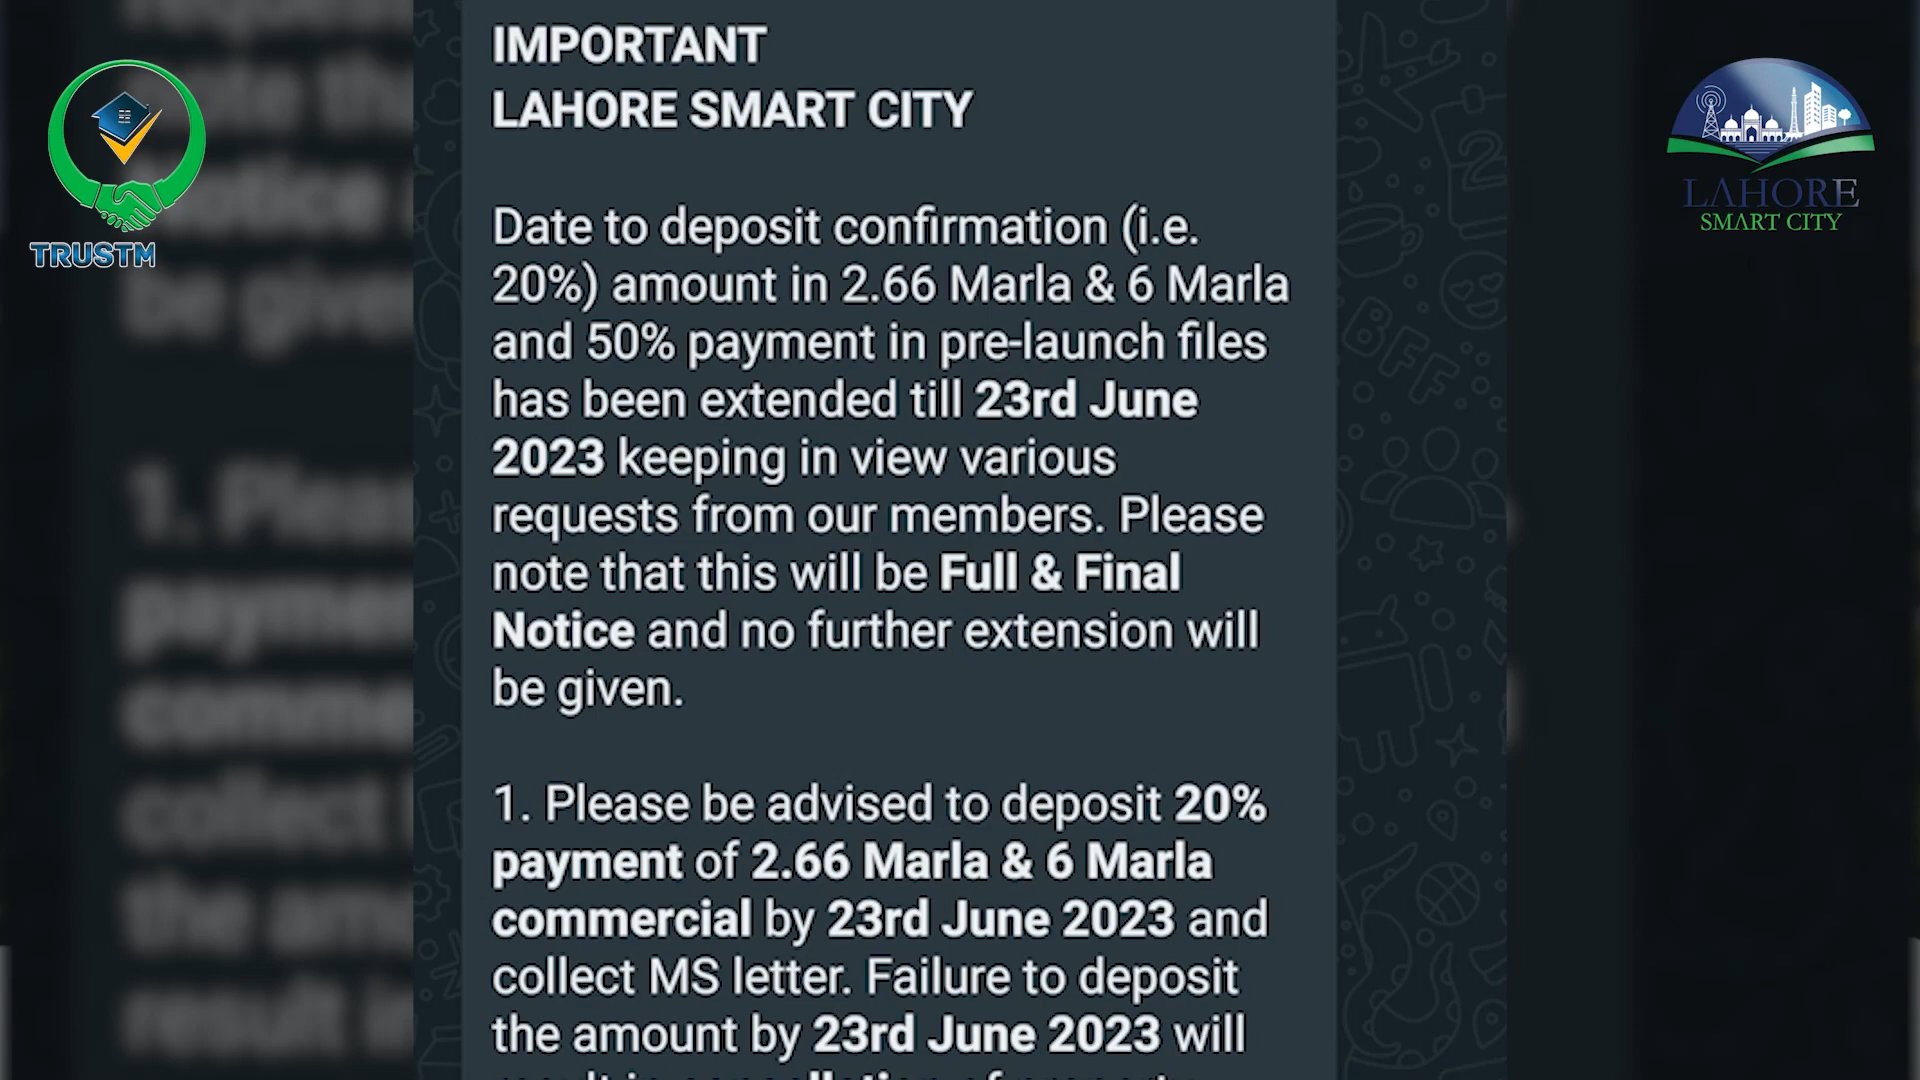 IMPORTANT
LAHORE SMART CITY
Date to deposit confirmation (i.e.
20%) amount in 2.66 Marla & 6 Marla
and 50% payment in pre-launch files
has been extended till 23rd June
2023 keeping in view various
requests from our members. Please
note that this will be Full & Final
Notice and no further extension will
be given.
1. Please be advised to deposit 20%
payment of 2.66 Marla & 6 Marla
commercial by 23rd June 2023 and
collect MS letter. Failure to deposit
the amount by 23rd June 2023 will
TRUSTM
LAHORE
SMART CITY